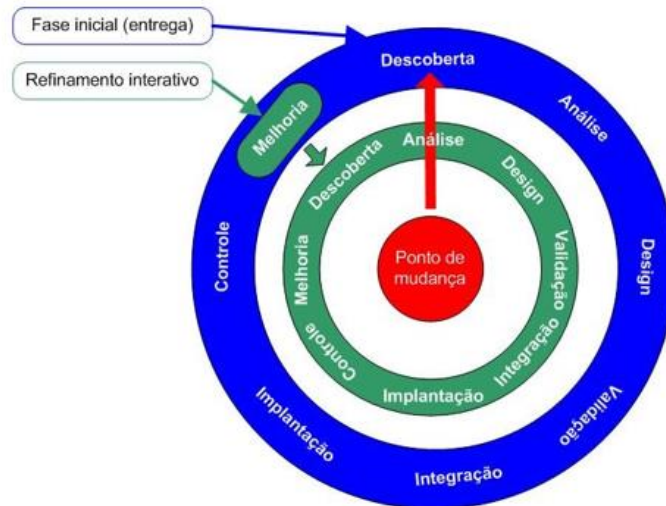 Fase inicial (entrega)
Refinamento interativo
Descoberta
Análise
Design
Validação
Integração
Implantação
Controle
Melhoria
Descoberta
Análise
Design
Validação
Integração
Implantação
Controle
Melhoria
Ponto de
mudança